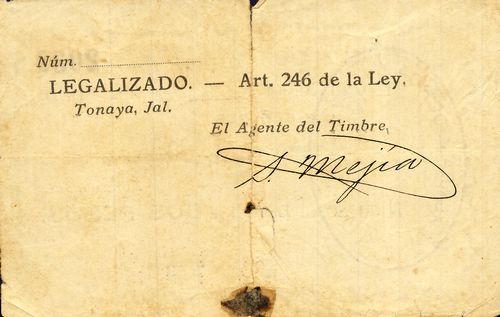 Núm.
LEGALIZADO. — Art. 246 de la Ley.
Tonaya, Jal.
El Agente del Timbre,
S. Mejía